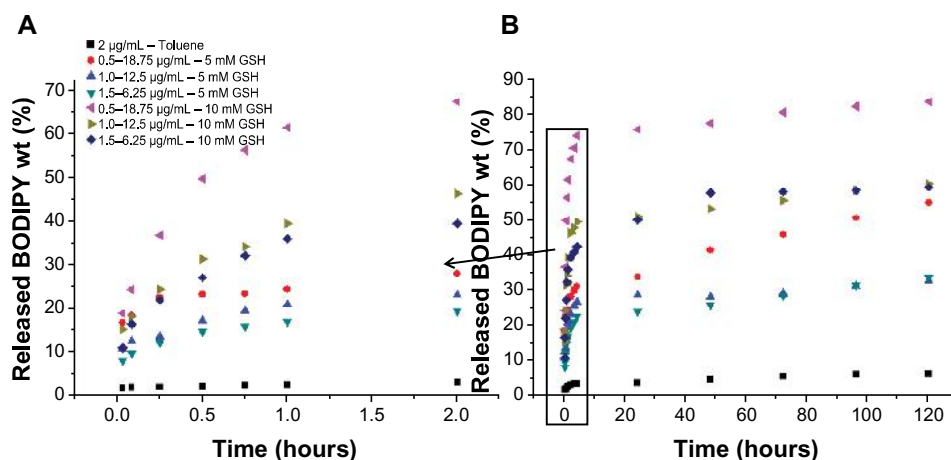 A
2 µg/mL – Toluene
0.5–18.75 µg/mL – 5 mM GSH
1.0–12.5 µg/mL – 5 mM GSH
1.5–6.25 µg/mL – 5 mM GSH
0.5–18.75 µg/mL – 10 mM GSH
1.0–12.5 µg/mL – 10 mM GSH
1.5–6.25 µg/mL – 10 mM GSH
Released BODIPY wt (%)
70
60
50
40
30
20
10
0
0.0 0.5 1.0 1.5 2.0
Time (hours)
B
Released BODIPY wt (%)
90
80
70
60
50
40
30
20
10
0
0 20 40 60 80 100 120
Time (hours)